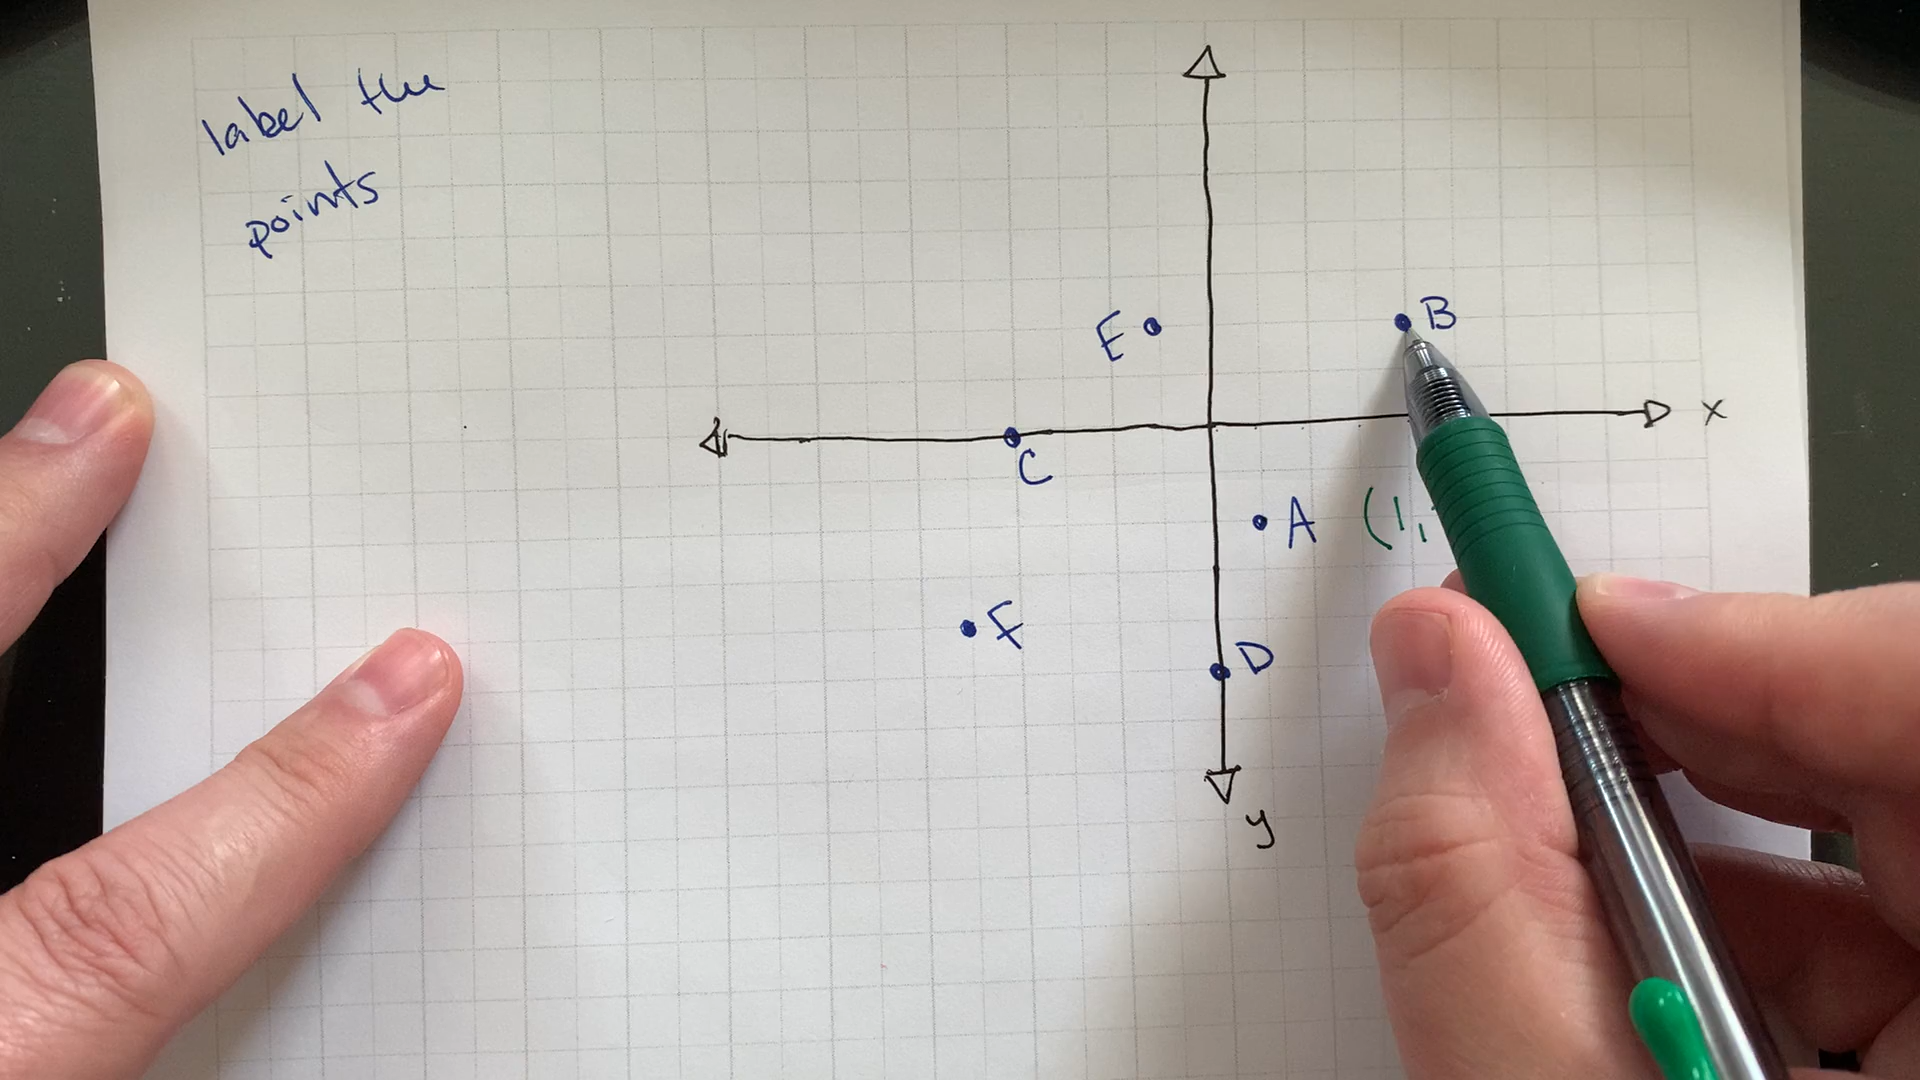 label the
points
E
B
x
C
A (1,
F
D
y